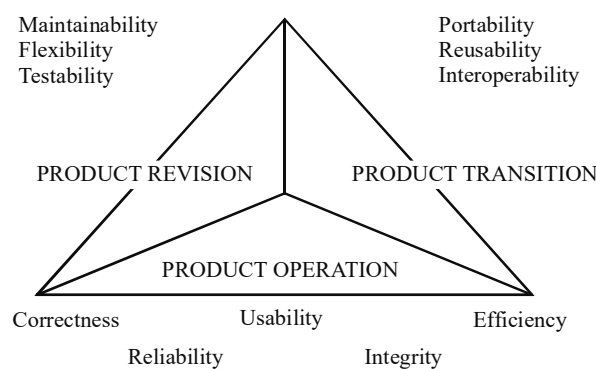 Maintainability
Flexibility
Testability
Portability
Reusability
Interoperability
PRODUCT REVISION
PRODUCT TRANSITION
PRODUCT OPERATION
Correctness
Usability
Efficiency
Reliability
Integrity